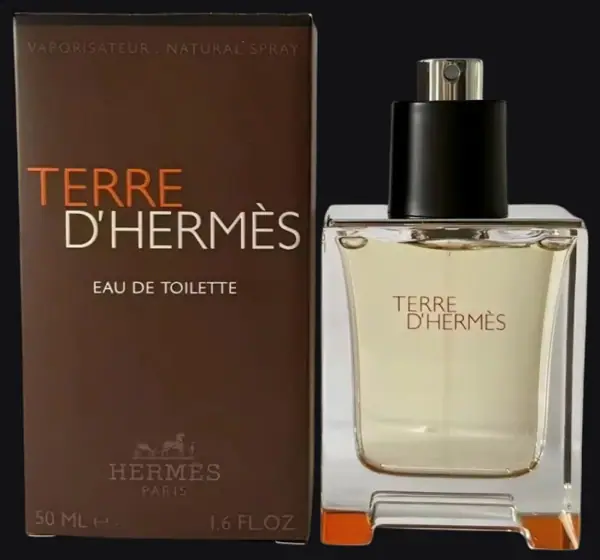 VAPORISATEUR . NATURAL SPRAY
TERRE
D'HERMÈS
EAU DE TOILETTE
HERMÈS
PARIS
50 ML ℮ 1.6 FL.OZ
TERRE
D'HERMÈS